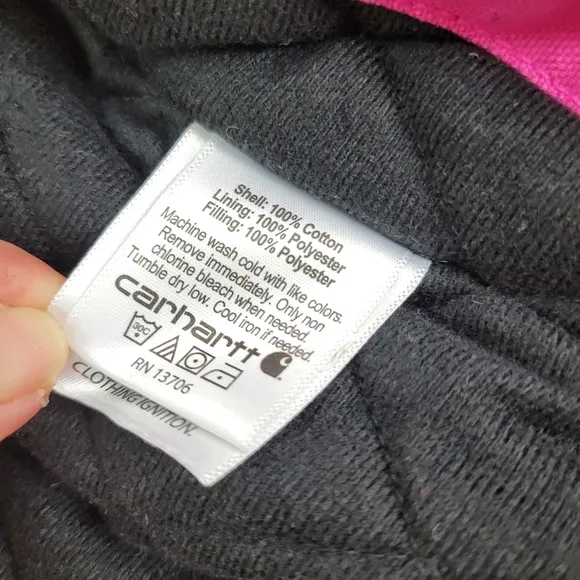 Shell: 100% Cotton
Lining: 100% Polyester
Filling: 100% Polyester
Machine wash cold with like colors.
Remove immediately. Only non
chlorine bleach when needed.
Tumble dry low. Cool iron if needed.
carhartt
30C
RN 13706
CLOTHING IGNITION.